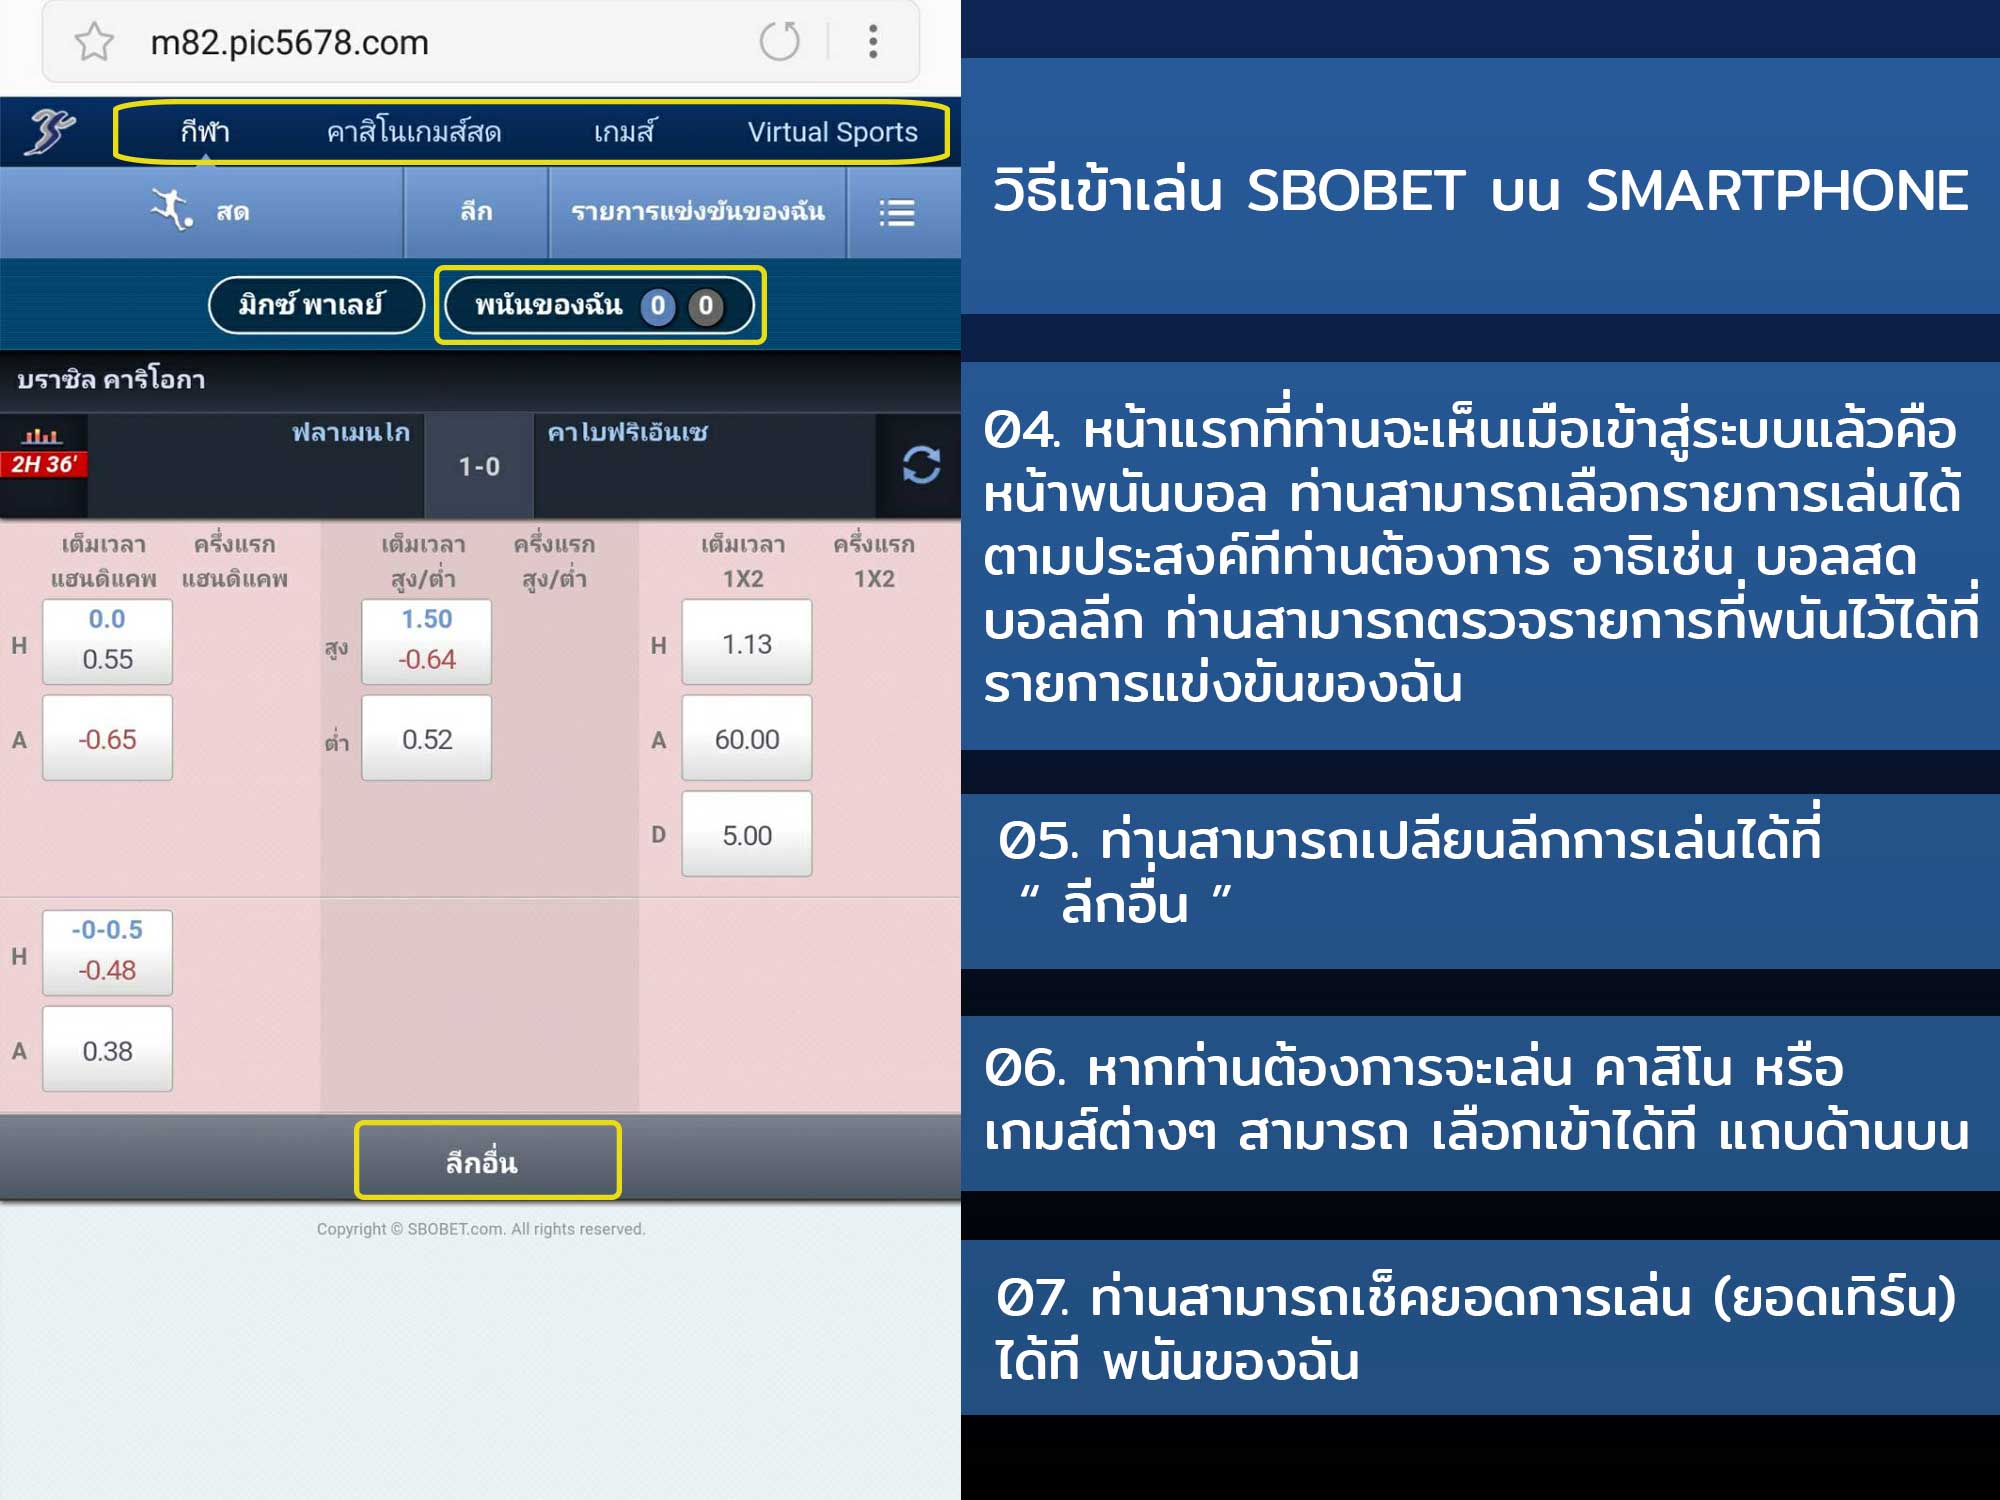 m82.pic5678.com
กีฬา คาสิโนเกมส์สด เกมส์ Virtual Sports
สด ลีก รายการแข่งขันของฉัน
มิกซ์ พาเลย์ พนันของฉัน 0 0
บราซิล คาริโอกา
2H 36' ฟลาเมนโก 1-0 คาโบฟริเอ้นเซ
เต็มเวลา ครึ่งแรก เต็มเวลา ครึ่งแรก เต็มเวลา ครึ่งแรก
แฮนดิแคพ แฮนดิแคพ สูง/ต่ำ สูง/ต่ำ 1X2 1X2
H 0.0 0.55 สูง 1.50 -0.64 H 1.13
A -0.65 ต่ำ 0.52 A 60.00
D 5.00
H -0-0.5 -0.48
A 0.38
ลีกอื่น
Copyright © SBOBET.com. All rights reserved.
วิธีเข้าเล่น SBOBET บน SMARTPHONE
04. หน้าแรกที่ท่านจะเห็นเมือเข้าสู่ระบบแล้วคือ
หน้าพนันบอล ท่านสามารถเลือกรายการเล่นได้
ตามประสงค์ทีท่านต้องการ อาธิเช่น บอลสด
บอลลีก ท่านสามารถตรวจรายการที่พนันไว้ได้ที่
รายการแข่งขันของฉัน
05. ท่านสามารถเปลียนลีกการเล่นได้ที่
“ ลีกอื่น ”
06. หากท่านต้องการจะเล่น คาสิโน หรือ
เกมส์ต่างๆ สามารถ เลือกเข้าได้ที แถบด้านบน
07. ท่านสามารถเช็คยอดการเล่น (ยอดเทิร์น)
ได้ที พนันของฉัน